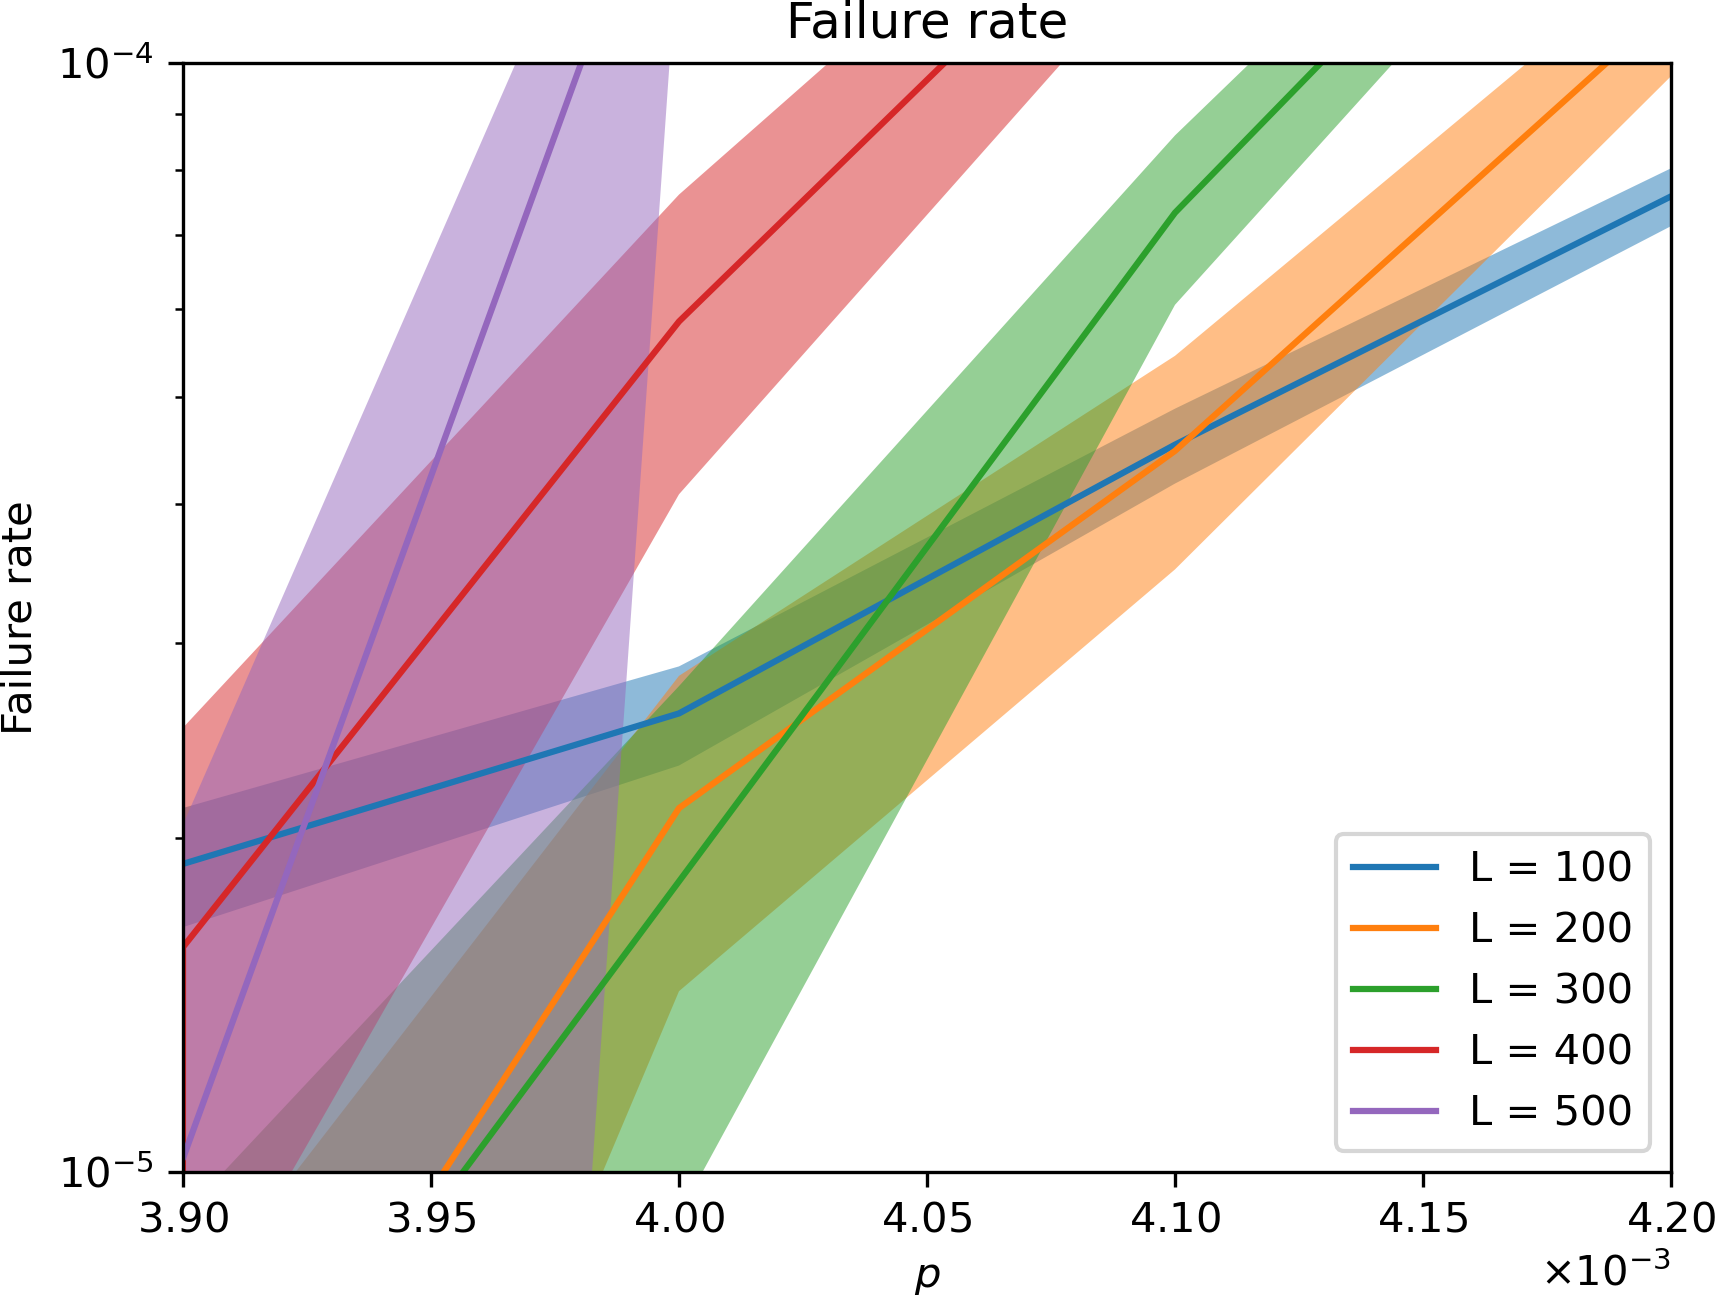 Failure rate
10⁻⁴
Failure rate
10⁻⁵
L = 100
L = 200
L = 300
L = 400
L = 500
3.90 3.95 4.00 4.05 4.10 4.15 4.20
p
×10⁻³